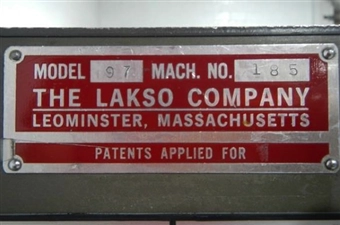 MODEL 97 MACH. NO. 185
THE LAKSO COMPANY
LEOMINSTER, MASSACHUSETTS
PATENTS APPLIED FOR